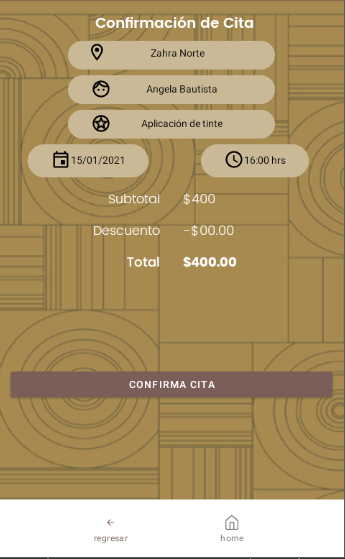 Confirmación de Cita
Zahra Norte
Angela Bautista
Aplicación de tinte
15/01/2021 16:00 hrs
Subtotal $400
Descuento -$00.00
Total $400.00
CONFIRMA CITA
regresar home